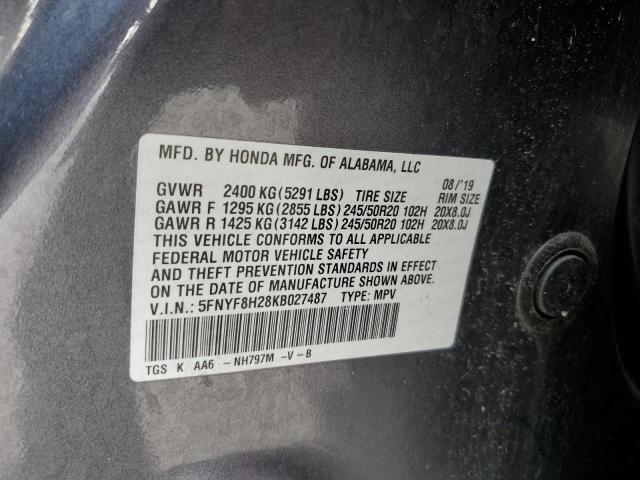 MFD. BY HONDA MFG. OF ALABAMA, LLC
08/'19
GVWR 2400 KG (5291 LBS) TIRE SIZE RIM SIZE
GAWR F 1295 KG (2855 LBS) 245/50R20 102H 20X8.0J
GAWR R 1425 KG (3142 LBS) 245/50R20 102H 20X8.0J
THIS VEHICLE CONFORMS TO ALL APPLICABLE
FEDERAL MOTOR VEHICLE SAFETY
AND THEFT PREVENTION STANDARDS IN EFFECT
ON THE DATE OF MANUFACTURE SHOWN ABOVE.
V.I.N.: 5FNYF8H28KB027487 TYPE: MPV
TGS K AA6 -NH797M -V-B